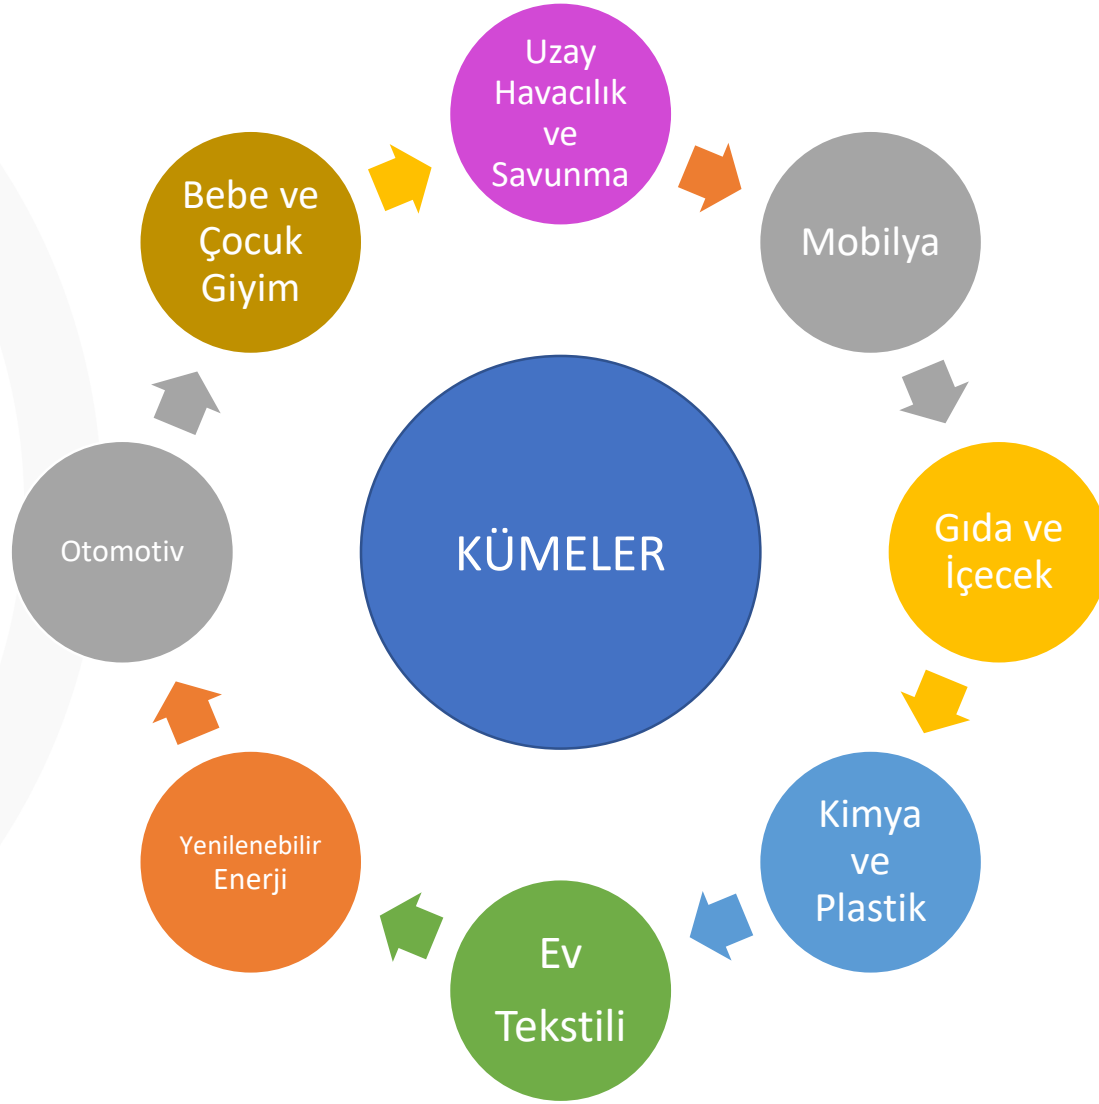 Uzay
Havacılık
ve
Savunma
Mobilya
Gıda ve
İçecek
Kimya
ve
Plastik
Ev
Tekstili
Yenilenebilir
Enerji
Otomotiv
Bebe ve
Çocuk
Giyim
KÜMELER